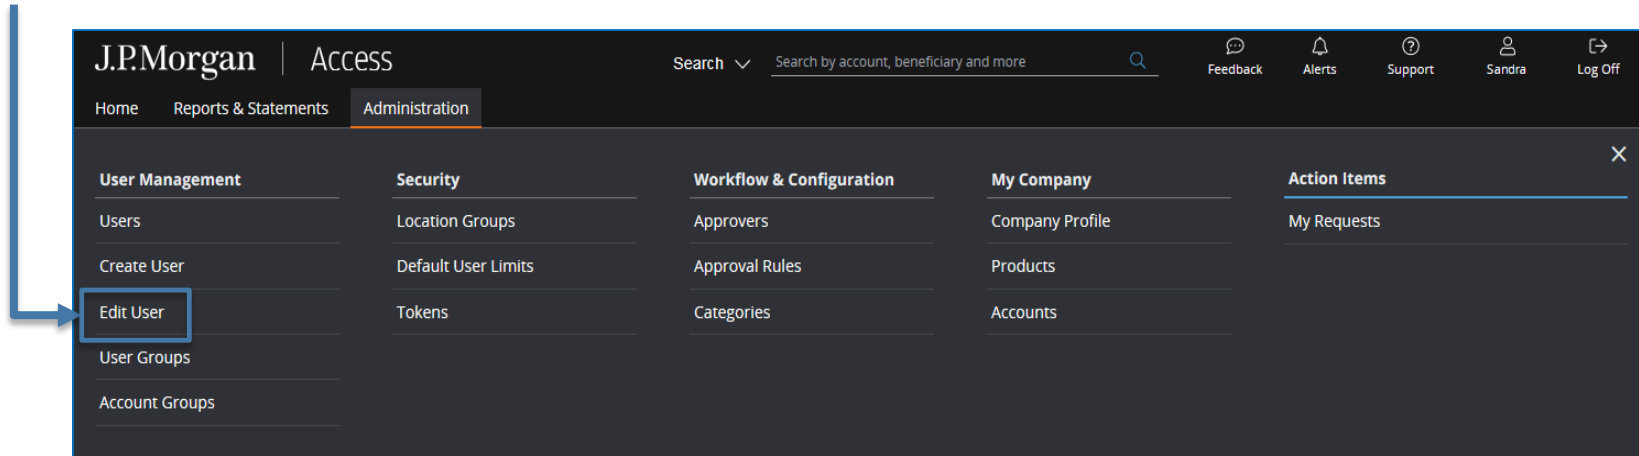 J.P.Morgan Access
Search Search by account, beneficiary and more
Feedback Alerts Support Sandra Log Off
Home Reports & Statements Administration
User Management Security Workflow & Configuration My Company Action Items
Users Location Groups Approvers Company Profile My Requests
Create User Default User Limits Approval Rules Products
Edit User Tokens Categories Accounts
User Groups
Account Groups